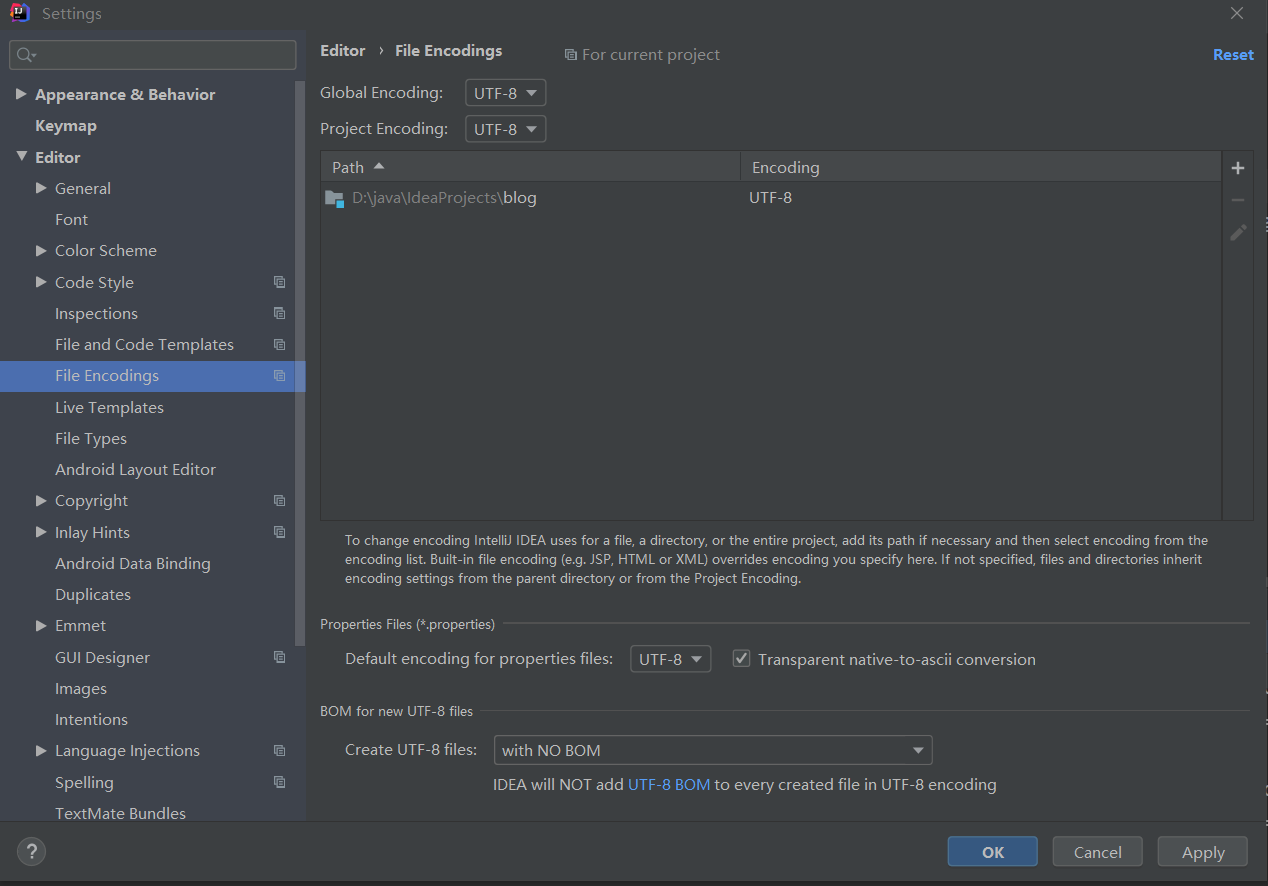 Settings
Editor › File Encodings For current project Reset
Global Encoding: UTF-8
Project Encoding: UTF-8
Path Encoding
D:\java\IdeaProjects\blog UTF-8
Appearance & Behavior
Keymap
Editor
General
Font
Color Scheme
Code Style
Inspections
File and Code Templates
File Encodings
Live Templates
File Types
Android Layout Editor
Copyright
Inlay Hints
Android Data Binding
Duplicates
Emmet
GUI Designer
Images
Intentions
Language Injections
Spelling
TextMate Bundles
To change encoding IntelliJ IDEA uses for a file, a directory, or the entire project, add its path if necessary and then select encoding from the
encoding list. Built-in file encoding (e.g. JSP, HTML or XML) overrides encoding you specify here. If not specified, files and directories inherit
encoding settings from the parent directory or from the Project Encoding.
Properties Files (*.properties)
Default encoding for properties files: UTF-8 Transparent native-to-ascii conversion
BOM for new UTF-8 files
Create UTF-8 files: with NO BOM
IDEA will NOT add UTF-8 BOM to every created file in UTF-8 encoding
? OK Cancel Apply